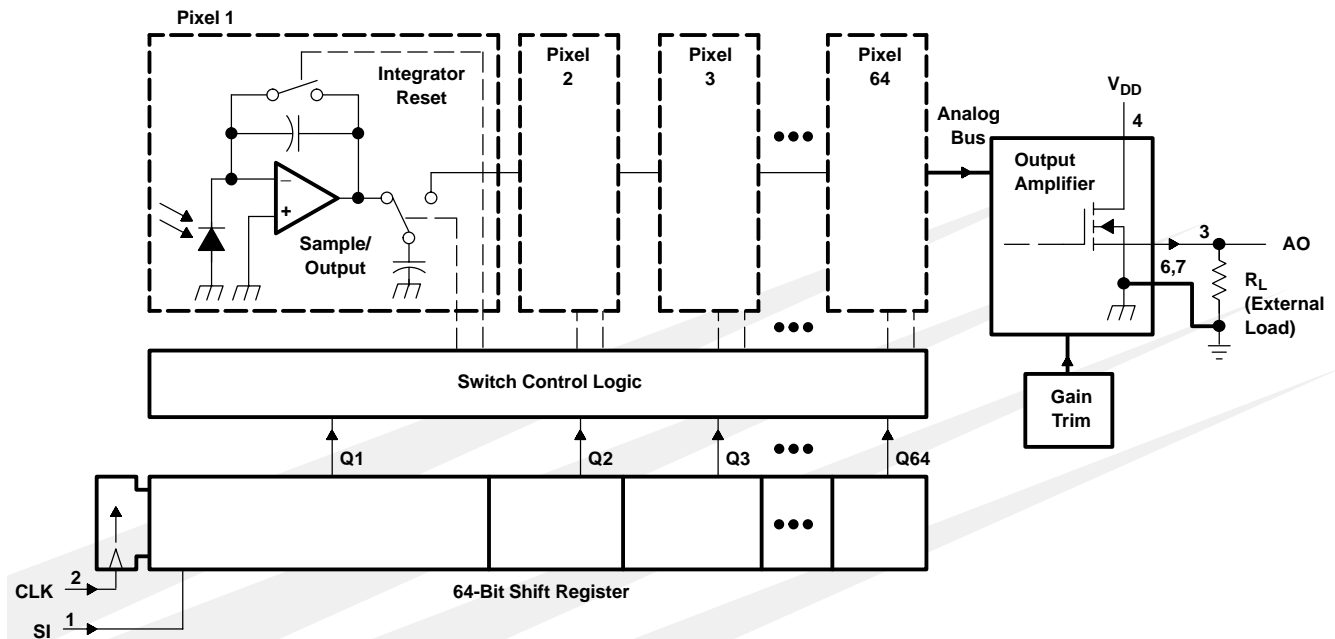 Pixel 1
Pixel
2
Pixel
3
Pixel
64
Integrator
Reset
Analog
Bus
V_DD
4
Output
Amplifier
−
+
Sample/
Output
3
AO
6,7
R_L
(External
Load)
Switch Control Logic
Gain
Trim
Q1
Q2
Q3
Q64
CLK
2
64-Bit Shift Register
SI
1